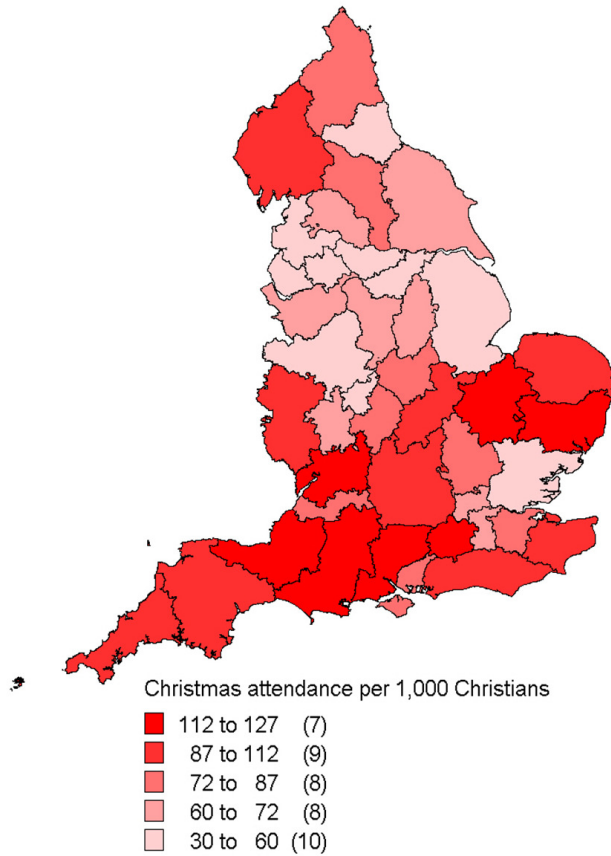 Christmas attendance per 1,000 Christians
112 to 127 (7)
87 to 112 (9)
72 to 87 (8)
60 to 72 (8)
30 to 60 (10)